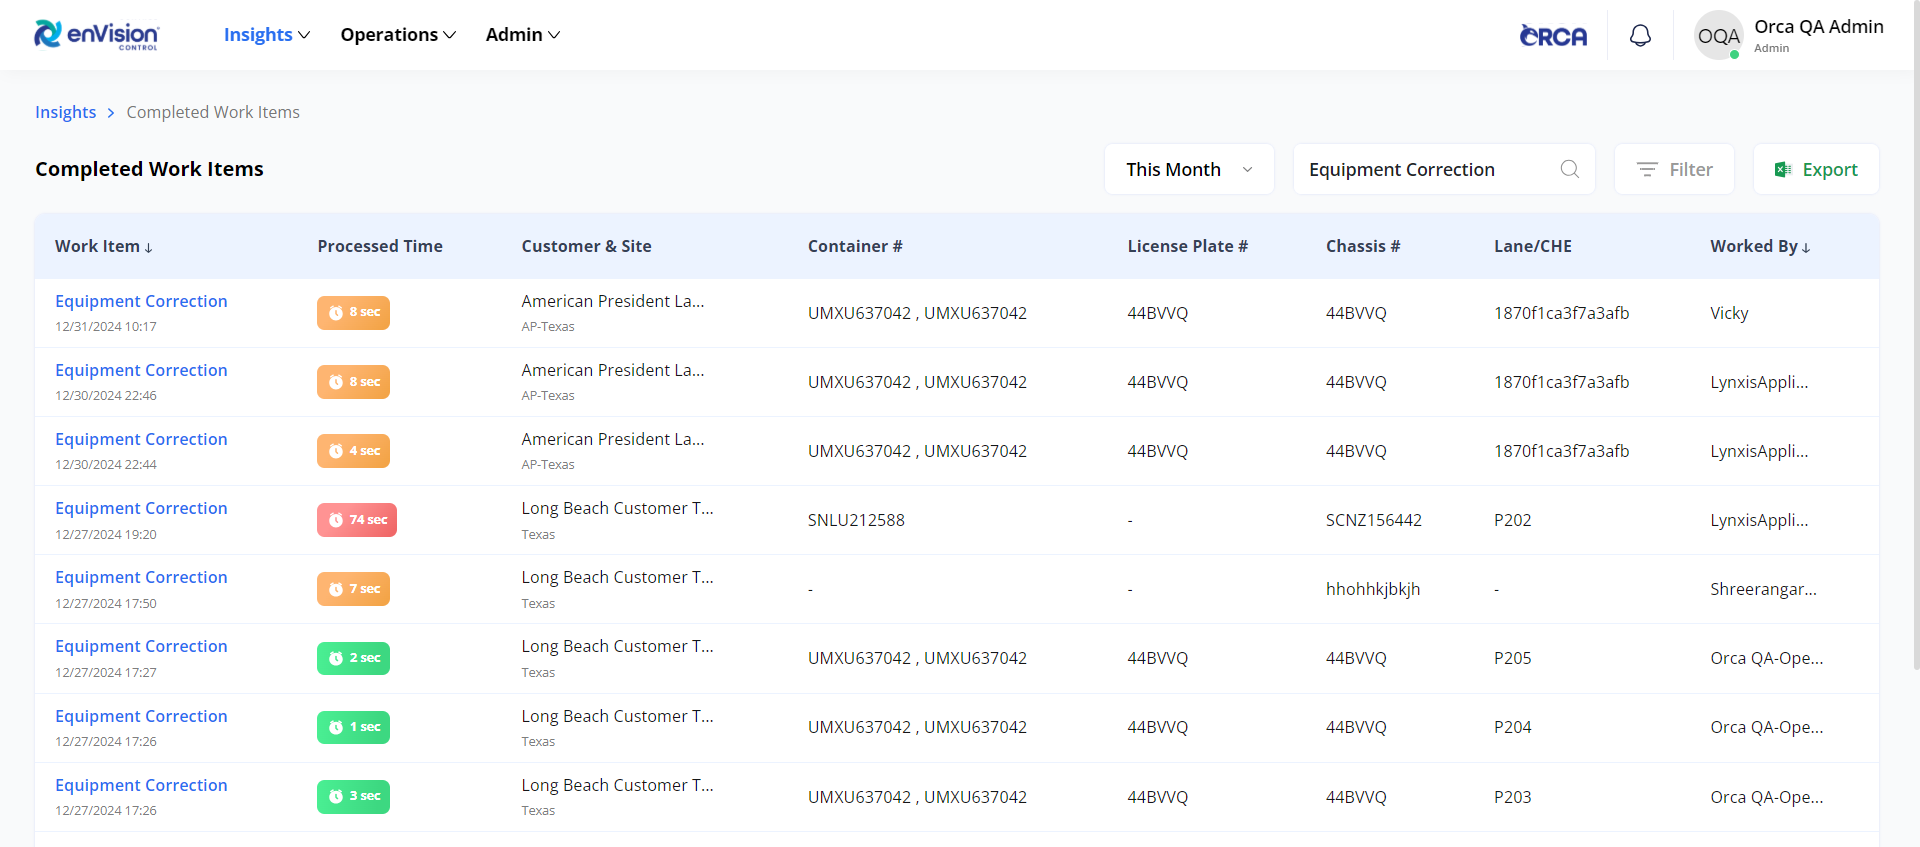 enVision
CONTROL
Insights
Operations
Admin
ORCA
OQA
Orca QA Admin
Admin
Insights > Completed Work Items
Completed Work Items
This Month
Equipment Correction
Filter
Export
Work Item ↓ Processed Time Customer & Site Container # License Plate # Chassis # Lane/CHE Worked By ↓
Equipment Correction
12/31/2024 10:17
8 sec
American President La...
AP-Texas
UMXU637042 , UMXU637042
44BVVQ
44BVVQ
1870f1ca3f7a3afb
Vicky
Equipment Correction
12/30/2024 22:46
8 sec
American President La...
AP-Texas
UMXU637042 , UMXU637042
44BVVQ
44BVVQ
1870f1ca3f7a3afb
LynxisAppli...
Equipment Correction
12/30/2024 22:44
4 sec
American President La...
AP-Texas
UMXU637042 , UMXU637042
44BVVQ
44BVVQ
1870f1ca3f7a3afb
LynxisAppli...
Equipment Correction
12/27/2024 19:20
74 sec
Long Beach Customer T...
Texas
SNLU212588
-
SCNZ156442
P202
LynxisAppli...
Equipment Correction
12/27/2024 17:50
7 sec
Long Beach Customer T...
Texas
-
-
hhohhkjbkjh
-
Shreerangar...
Equipment Correction
12/27/2024 17:27
2 sec
Long Beach Customer T...
Texas
UMXU637042 , UMXU637042
44BVVQ
44BVVQ
P205
Orca QA-Ope...
Equipment Correction
12/27/2024 17:26
1 sec
Long Beach Customer T...
Texas
UMXU637042 , UMXU637042
44BVVQ
44BVVQ
P204
Orca QA-Ope...
Equipment Correction
12/27/2024 17:26
3 sec
Long Beach Customer T...
Texas
UMXU637042 , UMXU637042
44BVVQ
44BVVQ
P203
Orca QA-Ope...